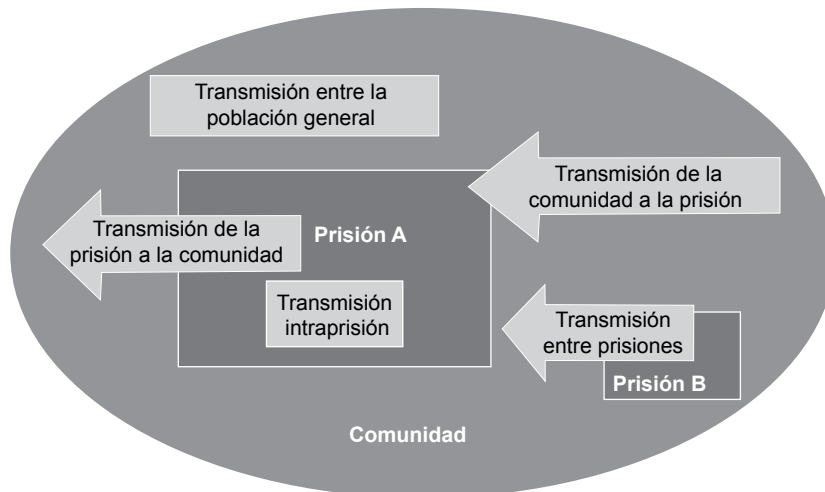 Transmisión entre la
población general
Transmisión de la
comunidad a la prisión
Transmisión de la
prisión a la comunidad
Prisión A
Transmisión
intraprisión
Transmisión
entre prisiones
Prisión B
Comunidad